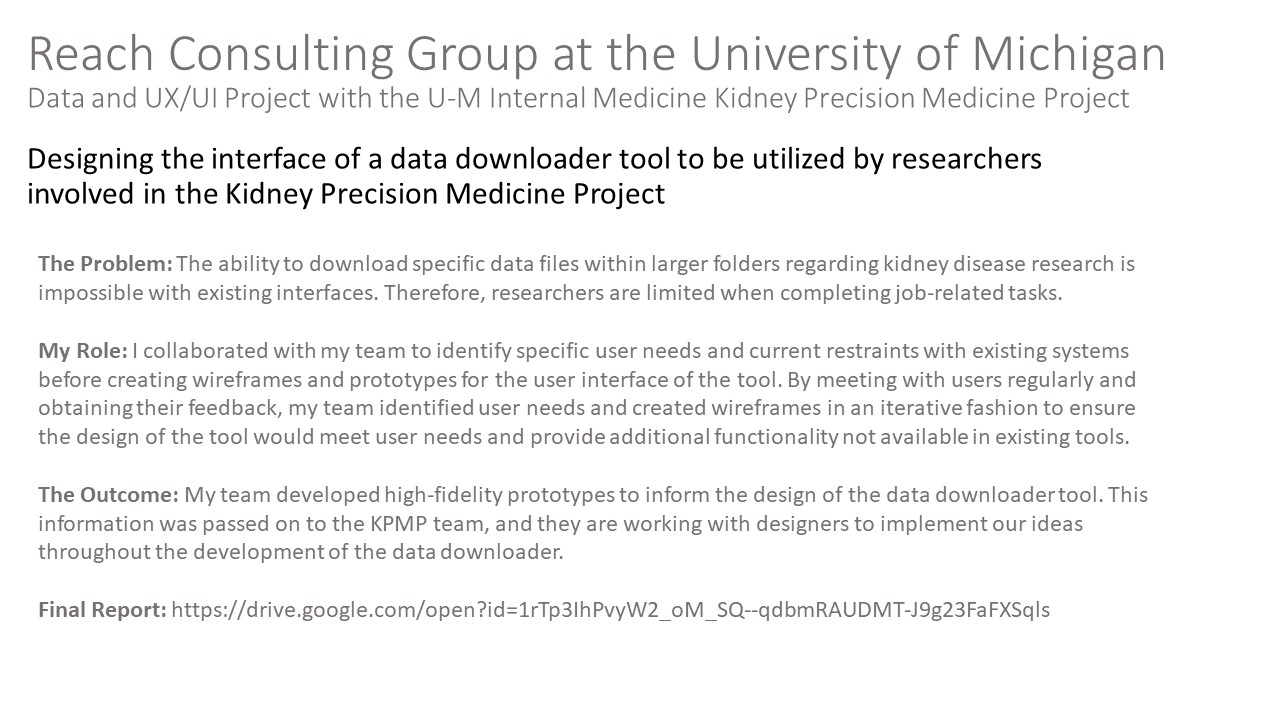 Reach Consulting Group at the University of Michigan
Data and UX/UI Project with the U-M Internal Medicine Kidney Precision Medicine Project
Designing the interface of a data downloader tool to be utilized by researchers
involved in the Kidney Precision Medicine Project
The Problem: The ability to download specific data files within larger folders regarding kidney disease research is
impossible with existing interfaces. Therefore, researchers are limited when completing job-related tasks.
My Role: I collaborated with my team to identify specific user needs and current restraints with existing systems
before creating wireframes and prototypes for the user interface of the tool. By meeting with users regularly and
obtaining their feedback, my team identified user needs and created wireframes in an iterative fashion to ensure
the design of the tool would meet user needs and provide additional functionality not available in existing tools.
The Outcome: My team developed high-fidelity prototypes to inform the design of the data downloader tool. This
information was passed on to the KPMP team, and they are working with designers to implement our ideas
throughout the development of the data downloader.
Final Report: https://drive.google.com/open?id=1rTp3IhPvyW2_oM_SQ--qdbmRAUDMT-J9g23FaFXSqls